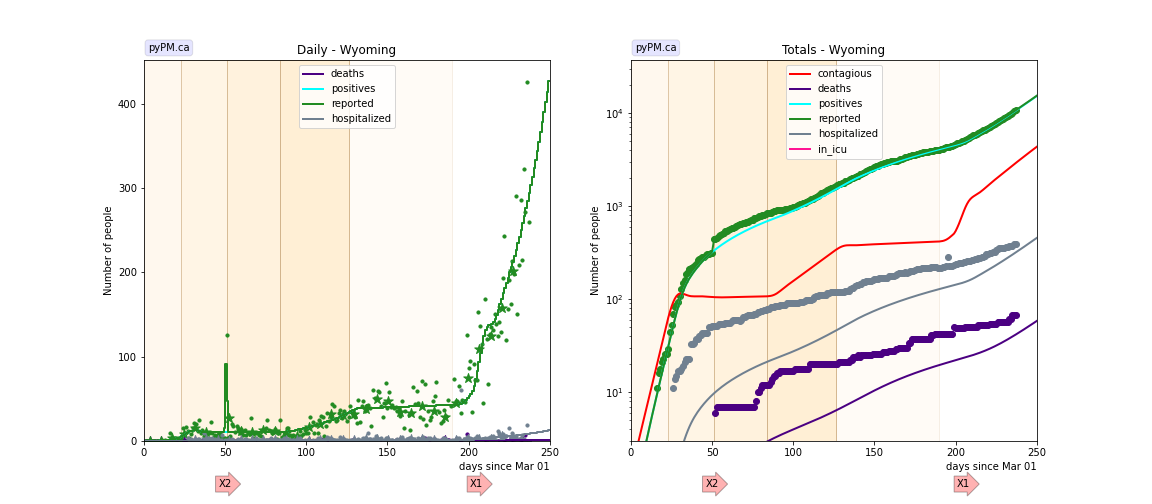 pyPM.ca
Daily - Wyoming
deaths
positives
reported
hospitalized
Number of people
400
300
200
100
0
0 50 100 150 200 250
days since Mar 01
X2
X1
pyPM.ca
Totals - Wyoming
contagious
deaths
positives
reported
hospitalized
in_icu
Number of people
10⁴
10³
10²
10¹
0 50 100 150 200 250
days since Mar 01
X2
X1